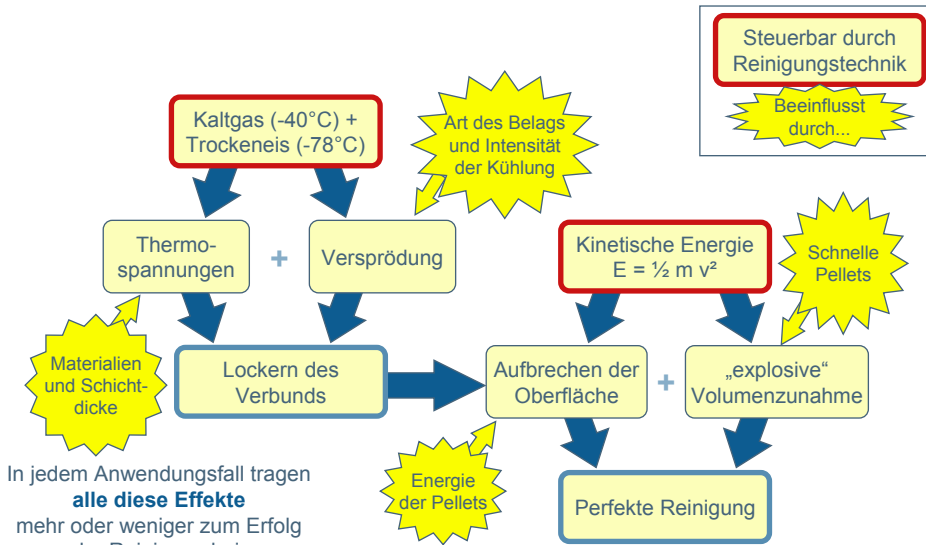 Steuerbar durch
Reinigungstechnik
Beeinflusst
durch...
Kaltgas (-40°C) +
Trockeneis (-78°C)
Art des Belags
und Intensität
der Kühlung
Thermo-
spannungen
+
Versprödung
Kinetische Energie
E = ½ m v²
Schnelle
Pellets
Materialien
und Schicht-
dicke
Lockern des
Verbunds
Aufbrechen der
Oberfläche
+
„explosive“
Volumenzunahme
Energie
der Pellets
Perfekte Reinigung
In jedem Anwendungsfall tragen
alle diese Effekte
mehr oder weniger zum Erfolg